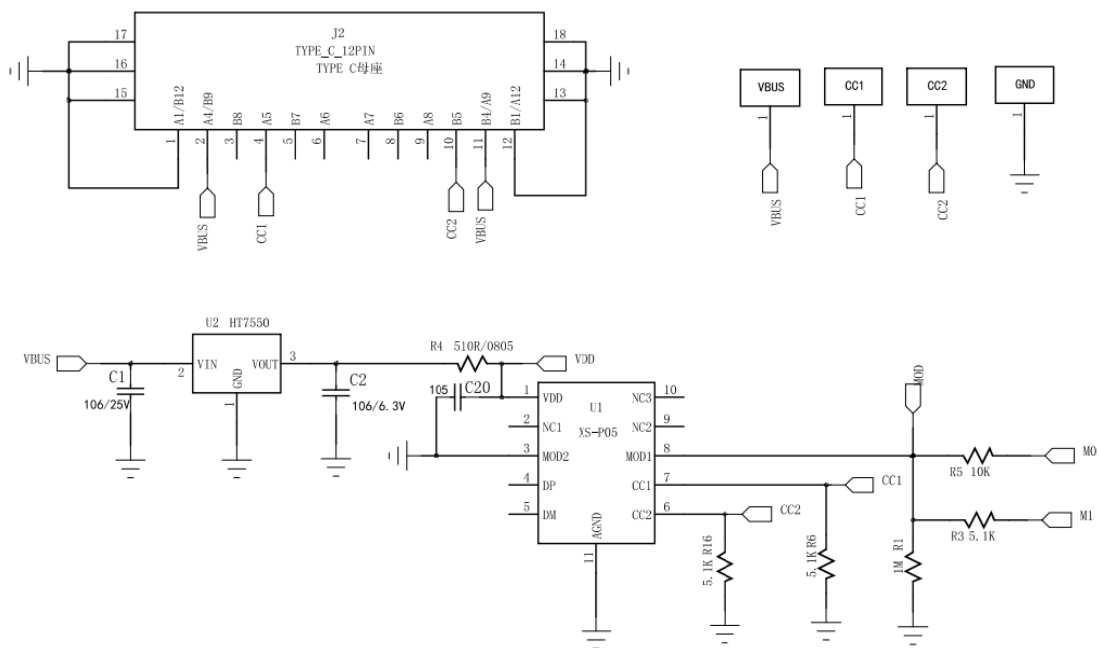 J2
TYPE_C_12PIN
TYPE C母座
17
16
15
18
14
13
A1/B12
A4/B9
B8
A5
B7
A6
A7
B6
A8
B5
B4/A9
B1/A12
1
2
3
4
5
6
7
8
9
10
11
12
VBUS
CC1
CC2
VBUS
VBUS
CC1
CC2
GND
1
1
1
1
VBUS
CC1
CC2
U2 HT7550
VBUS
VIN
VOUT
GND
2
3
1
C1
106/25V
C2
106/6.3V
R4 510R/0805
VDD
105
C20
U1
XS-P05
1
VDD
2
NC1
3
MOD2
4
DP
5
DM
NC3
10
NC2
9
MOD1
8
CC1
7
CC2
6
AGND
11
CC2
CC1
5.1K R16
5.1K R6
1M R1
MOD
R5 10K
M0
R3 5.1K
M1